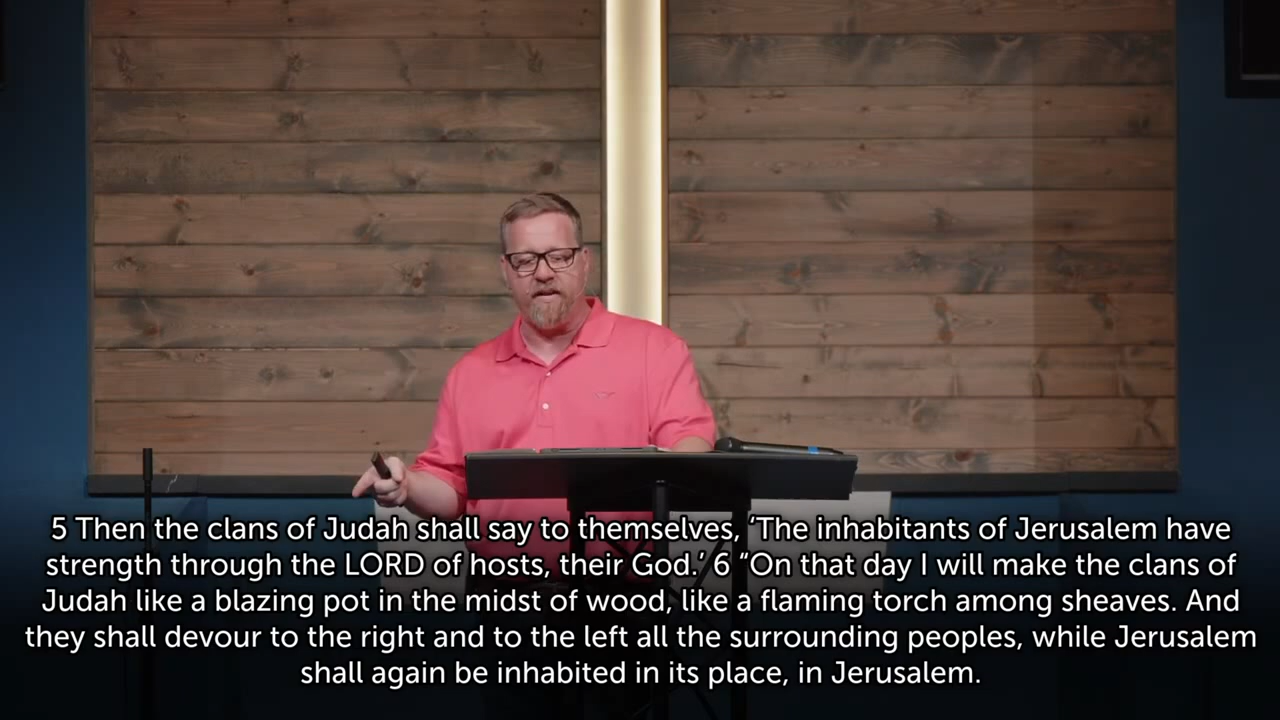 5 Then the clans of Judah shall say to themselves, ‘The inhabitants of Jerusalem have
strength through the LORD of hosts, their God.’ 6 “On that day I will make the clans of
Judah like a blazing pot in the midst of wood, like a flaming torch among sheaves. And
they shall devour to the right and to the left all the surrounding peoples, while Jerusalem
shall again be inhabited in its place, in Jerusalem.